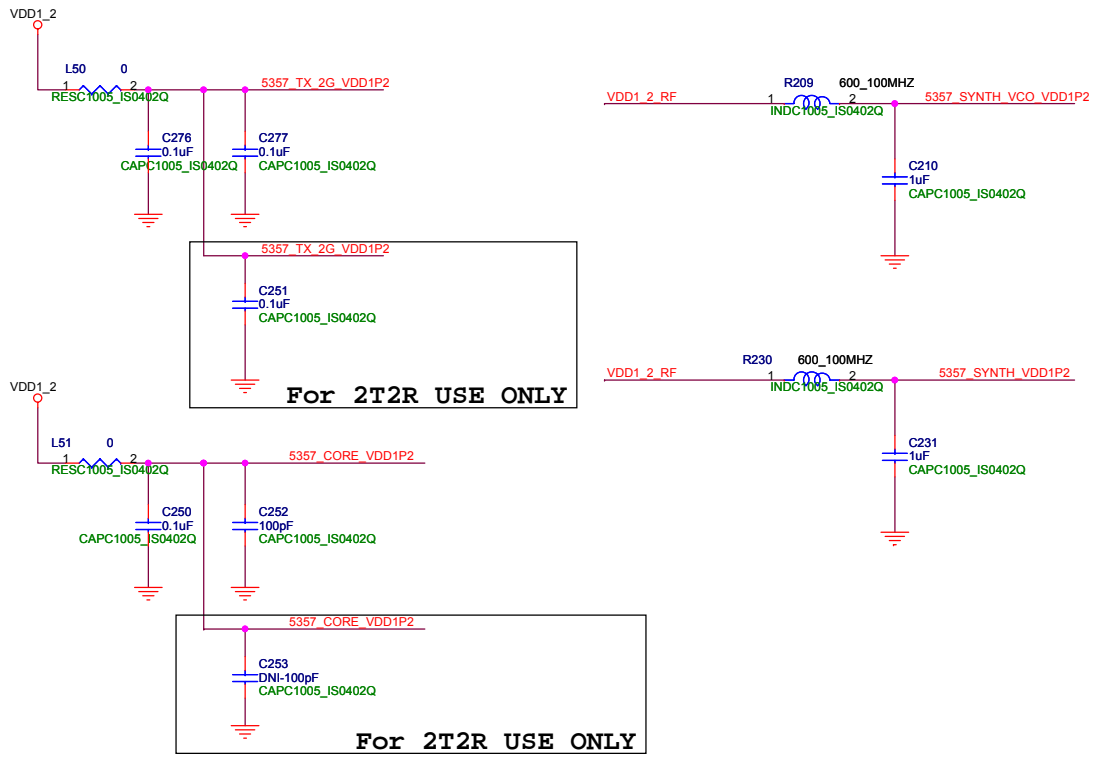 VDD1_2
L50 0
1 2
RESC1005_IS0402Q
5357_TX_2G_VDD1P2
C276
0.1uF
CAPC1005_IS0402Q
C277
0.1uF
CAPC1005_IS0402Q
5357_TX_2G_VDD1P2
C251
0.1uF
CAPC1005_IS0402Q
For 2T2R USE ONLY
VDD1_2
L51 0
1 2
RESC1005_IS0402Q
5357_CORE_VDD1P2
C250
0.1uF
CAPC1005_IS0402Q
C252
100pF
CAPC1005_IS0402Q
5357_CORE_VDD1P2
C253
DNI-100pF
CAPC1005_IS0402Q
For 2T2R USE ONLY
VDD1_2_RF
R209 600_100MHZ
1 2
INDC1005_IS0402Q
5357_SYNTH_VCO_VDD1P2
C210
1uF
CAPC1005_IS0402Q
VDD1_2_RF
R230 600_100MHZ
1 2
INDC1005_IS0402Q
5357_SYNTH_VDD1P2
C231
1uF
CAPC1005_IS0402Q